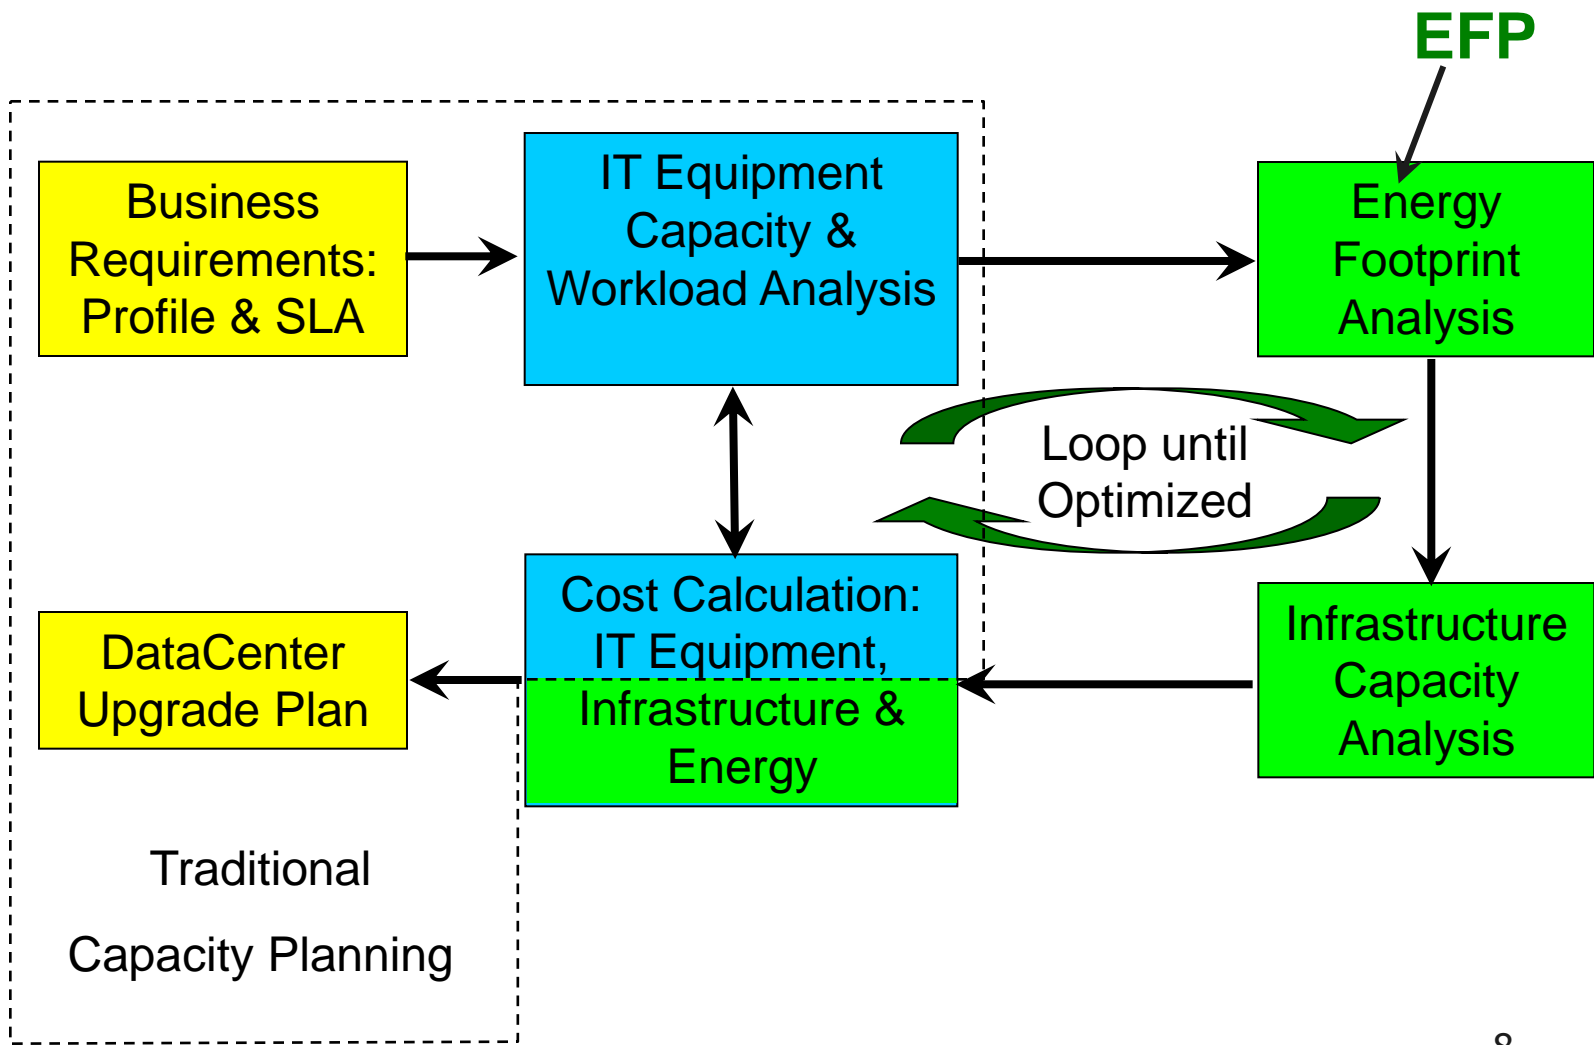 EFP
Business
Requirements:
Profile & SLA
IT Equipment
Capacity &
Workload Analysis
Energy
Footprint
Analysis
Loop until
Optimized
DataCenter
Upgrade Plan
Cost Calculation:
IT Equipment,
Infrastructure &
Energy
Infrastructure
Capacity
Analysis
Traditional
Capacity Planning
8